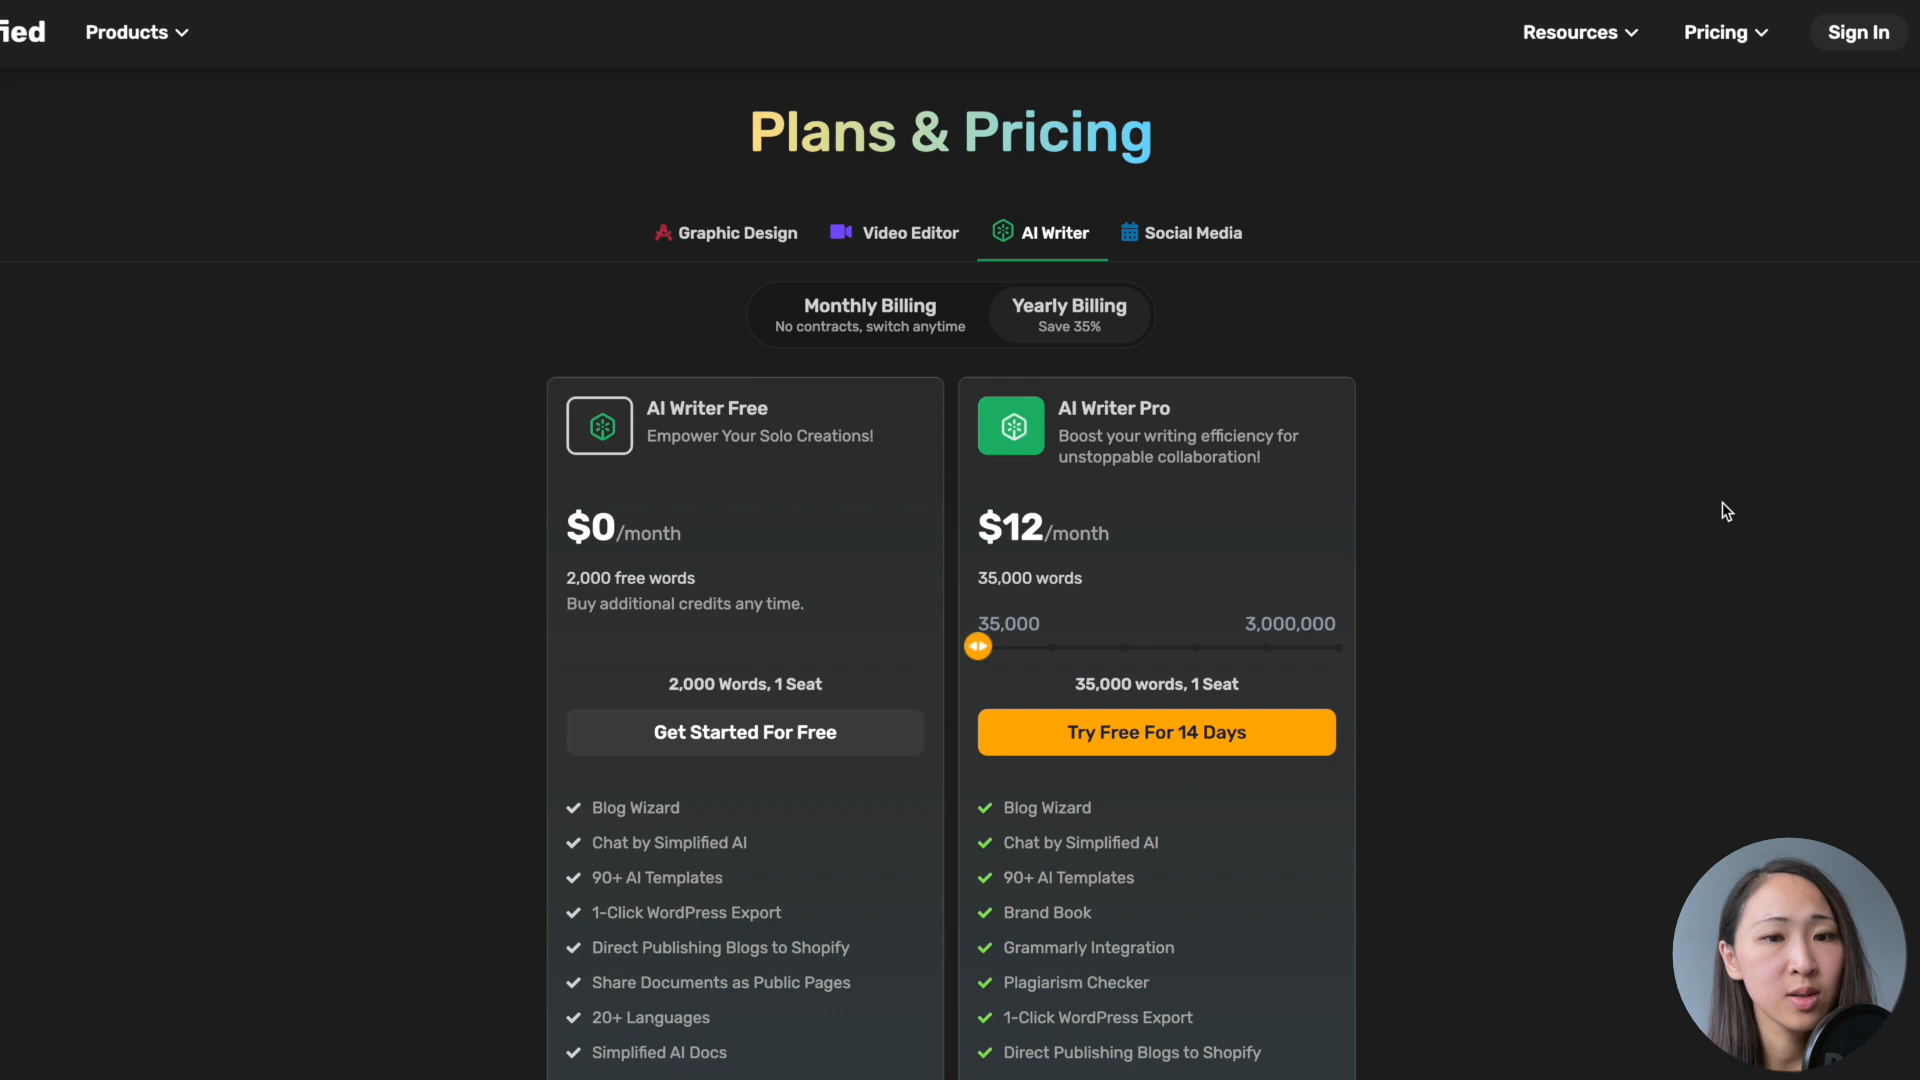 fied
Products
Resources
Pricing
Sign In
Plans & Pricing
Graphic Design
Video Editor
AI Writer
Social Media
Monthly Billing
No contracts, switch anytime
Yearly Billing
Save 35%
AI Writer Free
Empower Your Solo Creations!
$0/month
2,000 free words
Buy additional credits any time.
2,000 Words, 1 Seat
Get Started For Free
Blog Wizard
Chat by Simplified AI
90+ AI Templates
1-Click WordPress Export
Direct Publishing Blogs to Shopify
Share Documents as Public Pages
20+ Languages
Simplified AI Docs
AI Writer Pro
Boost your writing efficiency for
unstoppable collaboration!
$12/month
35,000 words
35,000
3,000,000
35,000 words, 1 Seat
Try Free For 14 Days
Blog Wizard
Chat by Simplified AI
90+ AI Templates
Brand Book
Grammarly Integration
Plagiarism Checker
1-Click WordPress Export
Direct Publishing Blogs to Shopify